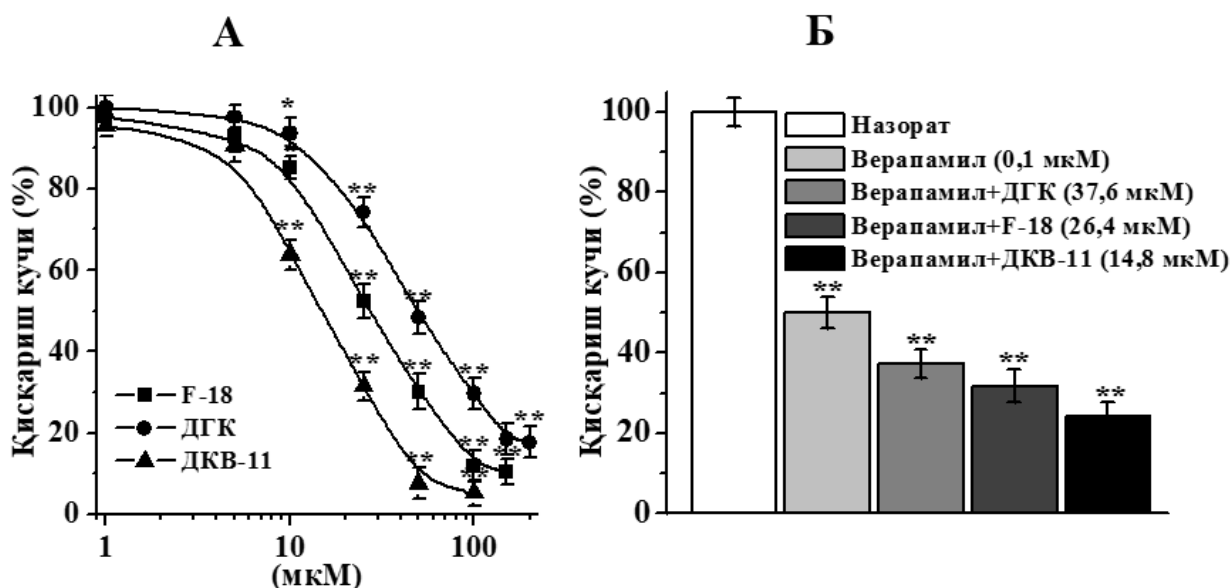 А
Қисқариш кучи (%)
100
80
60
40
20
0
*
*
**
**
**
**
**
**
**
**
**
**
**
**
**
F-18
ДГК
ДКВ-11
1
10
100
(мкМ)
Б
Қисқариш кучи (%)
100
80
60
40
20
0
Назорат
Верапамил (0,1 мкМ)
Верапамил+ДГК (37,6 мкМ)
Верапамил+F-18 (26,4 мкМ)
Верапамил+ДКВ-11 (14,8 мкМ)
**
**
**
**